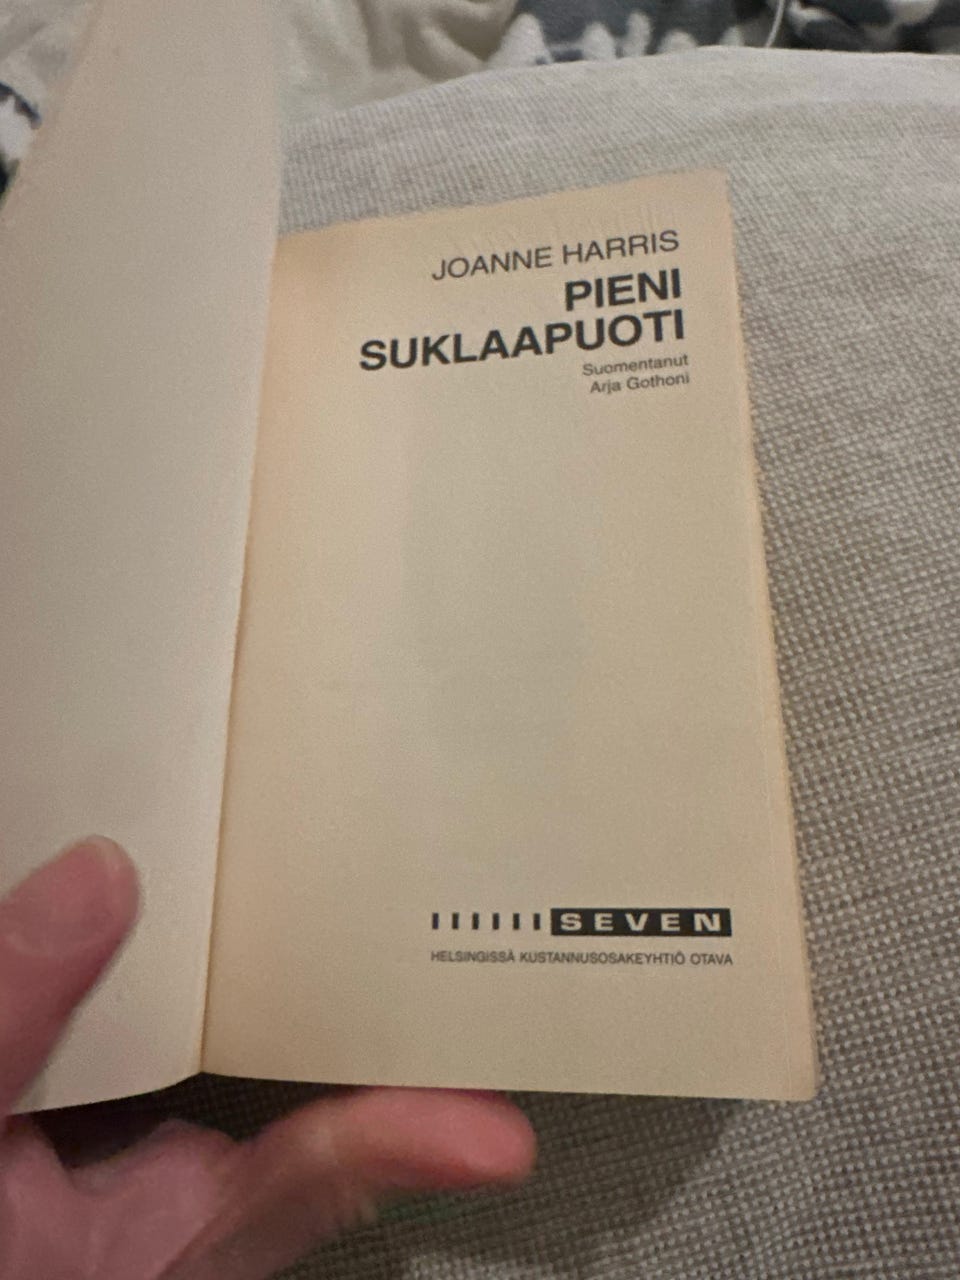 JOANNE HARRIS
PIENI
SUKLAAPUOTI
Suomentanut
Arja Gothoni
SEVEN
HELSINGISSÄ KUSTANNUSOSAKEYHTIÖ OTAVA